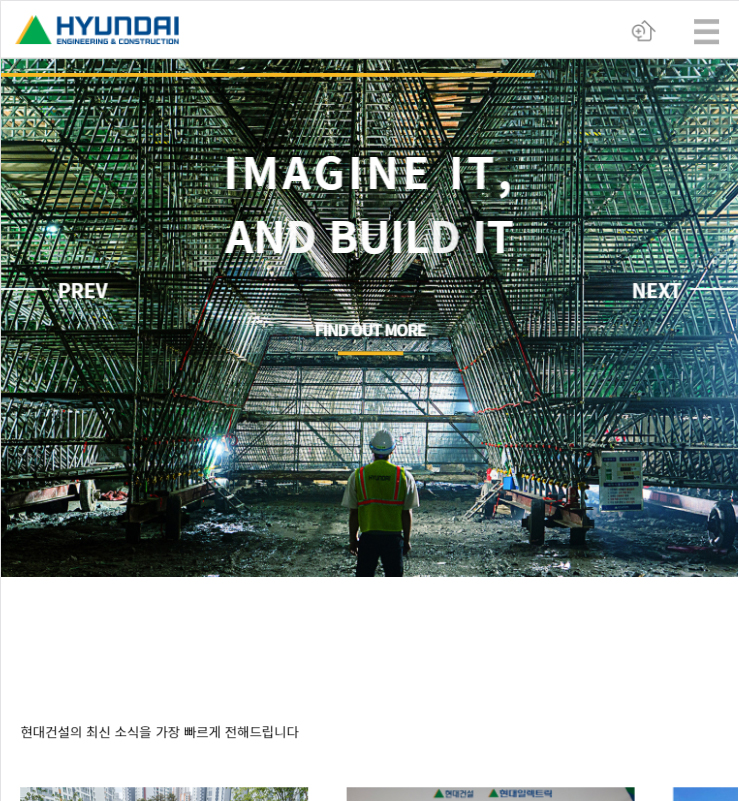 HYUNDAI
ENGINEERING & CONSTRUCTION
IMAGINE IT,
AND BUILD IT
PREV
NEXT
FIND OUT MORE
HYUNDAI
현대건설의 최신 소식을 가장 빠르게 전해드립니다
현대건설 현대일렉트릭